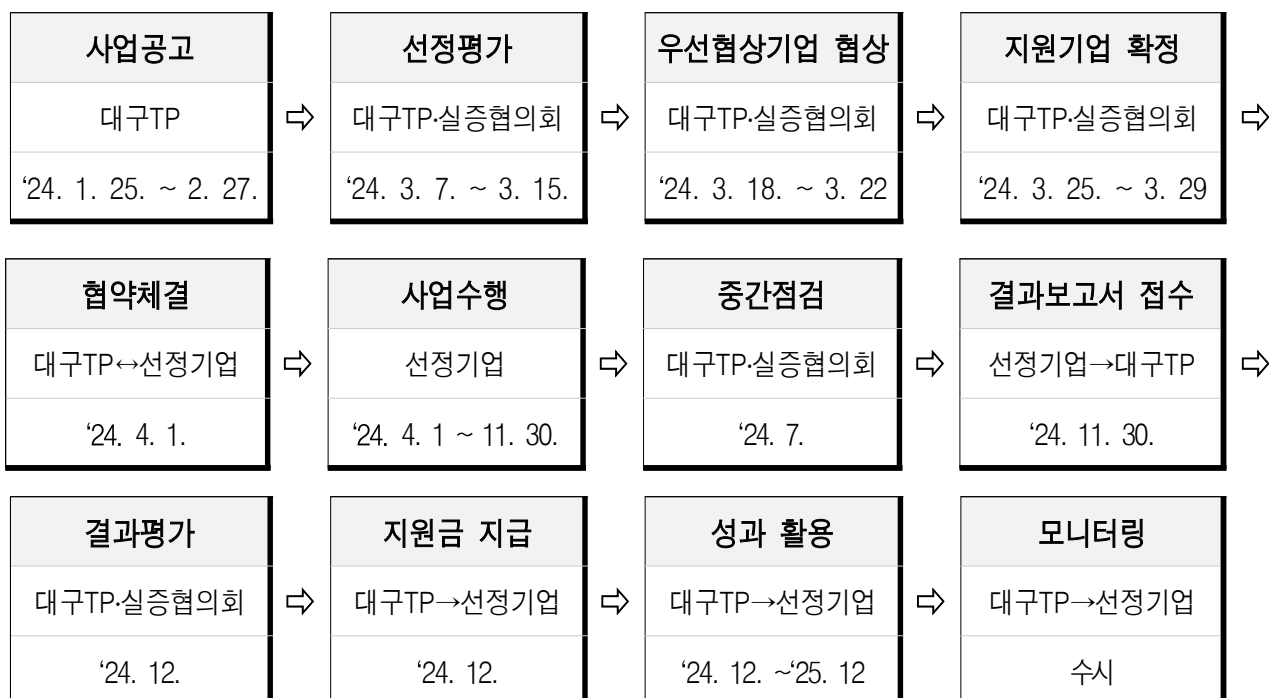 사업공고
대구TP
‘24. 1. 25. ~ 2. 27.
⇨
선정평가
대구TP·실증협의회
‘24. 3. 7. ~ 3. 15.
⇨
우선협상기업 협상
대구TP·실증협의회
‘24. 3. 18. ~ 3. 22
⇨
지원기업 확정
대구TP·실증협의회
‘24. 3. 25. ~ 3. 29
⇨
협약체결
대구TP↔선정기업
‘24. 4. 1.
⇨
사업수행
선정기업
‘24. 4. 1 ~ 11. 30.
⇨
중간점검
대구TP·실증협의회
‘24. 7.
⇨
결과보고서 접수
선정기업→대구TP
‘24. 11. 30.
⇨
결과평가
대구TP·실증협의회
‘24. 12.
⇨
지원금 지급
대구TP→선정기업
‘24. 12.
⇨
성과 활용
대구TP→선정기업
‘24. 12. ~‘25. 12
⇨
모니터링
대구TP→선정기업
수시